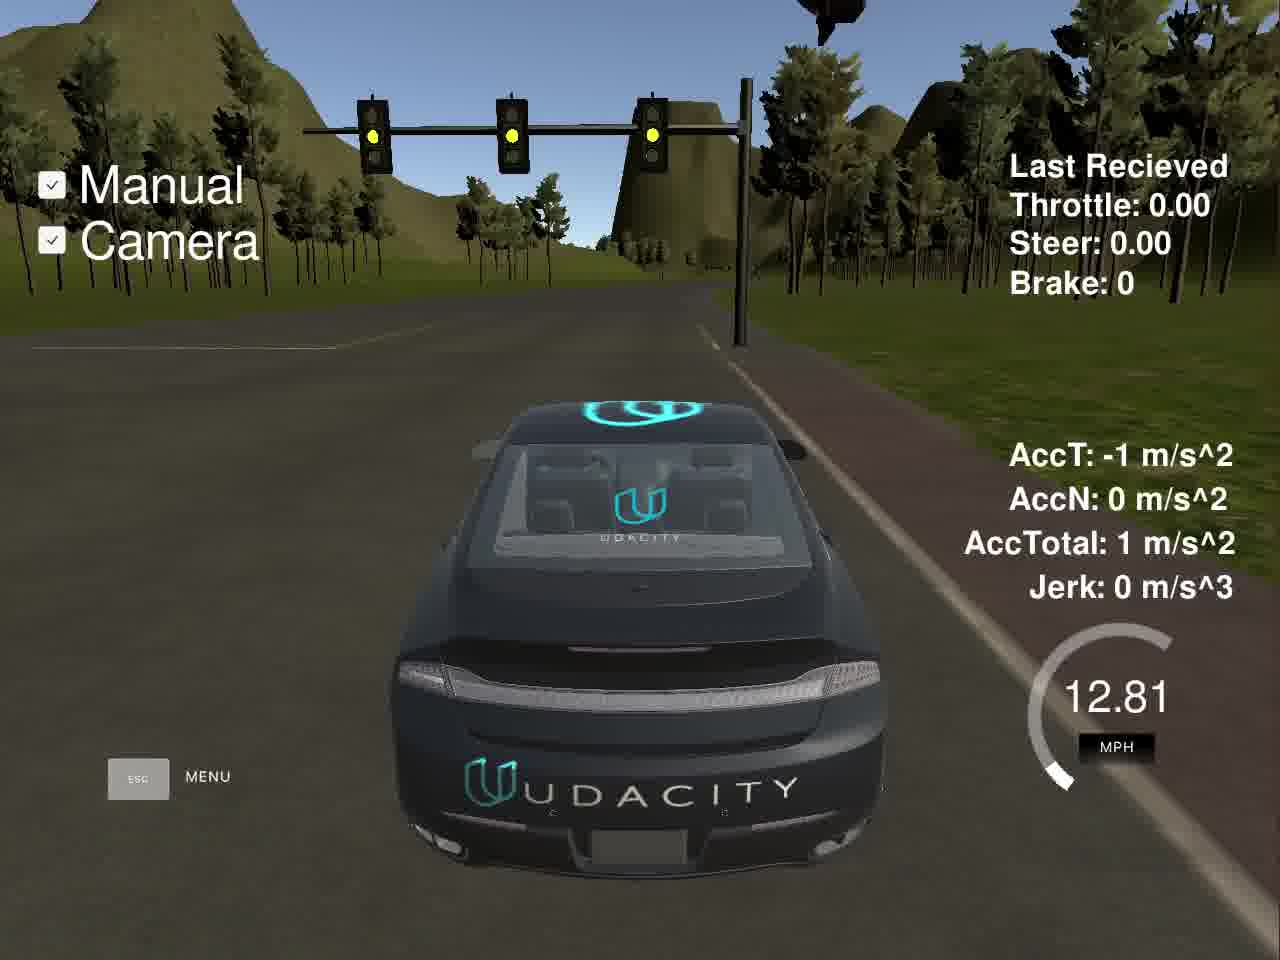 Manual
Camera
Last Recieved
Throttle: 0.00
Steer: 0.00
Brake: 0
AccT: -1 m/s^2
AccN: 0 m/s^2
AccTotal: 1 m/s^2
Jerk: 0 m/s^3
UDACITY
12.81
MPH
ESC MENU
UDACITY